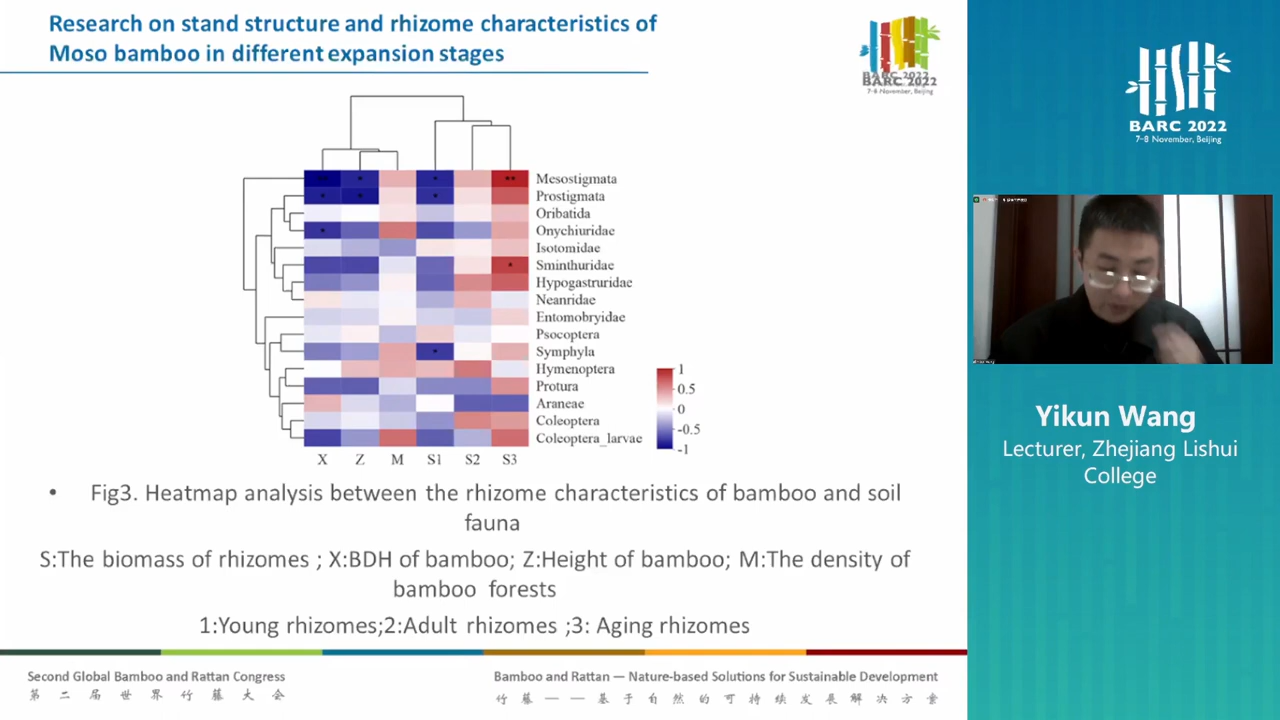 Research on stand structure and rhizome characteristics of
Moso bamboo in different expansion stages
BARC 2022
7-8 November, Beijing
BARC 2022
7-8 November, Beijing
Mesostigmata
Prostigmata
Oribatida
Onychiuridae
Isotomidae
Sminthuridae
Hypogastruridae
Neanridae
Entomobryidae
Psocoptera
Symphyla
Hymenoptera
Protura
Araneae
Coleoptera
Coleoptera_larvae
1
0.5
0
-0.5
-1
X Z M S1 S2 S3
• Fig3. Heatmap analysis between the rhizome characteristics of bamboo and soil
fauna
S:The biomass of rhizomes ; X:BDH of bamboo; Z:Height of bamboo; M:The density of
bamboo forests
1:Young rhizomes;2:Adult rhizomes ;3: Aging rhizomes
Yikun Wang
Lecturer, Zhejiang Lishui
College
Second Global Bamboo and Rattan Congress
第二届世界竹藤大会
Bamboo and Rattan — Nature-based Solutions for Sustainable Development
竹藤——基于自然的可持续发展解决方案